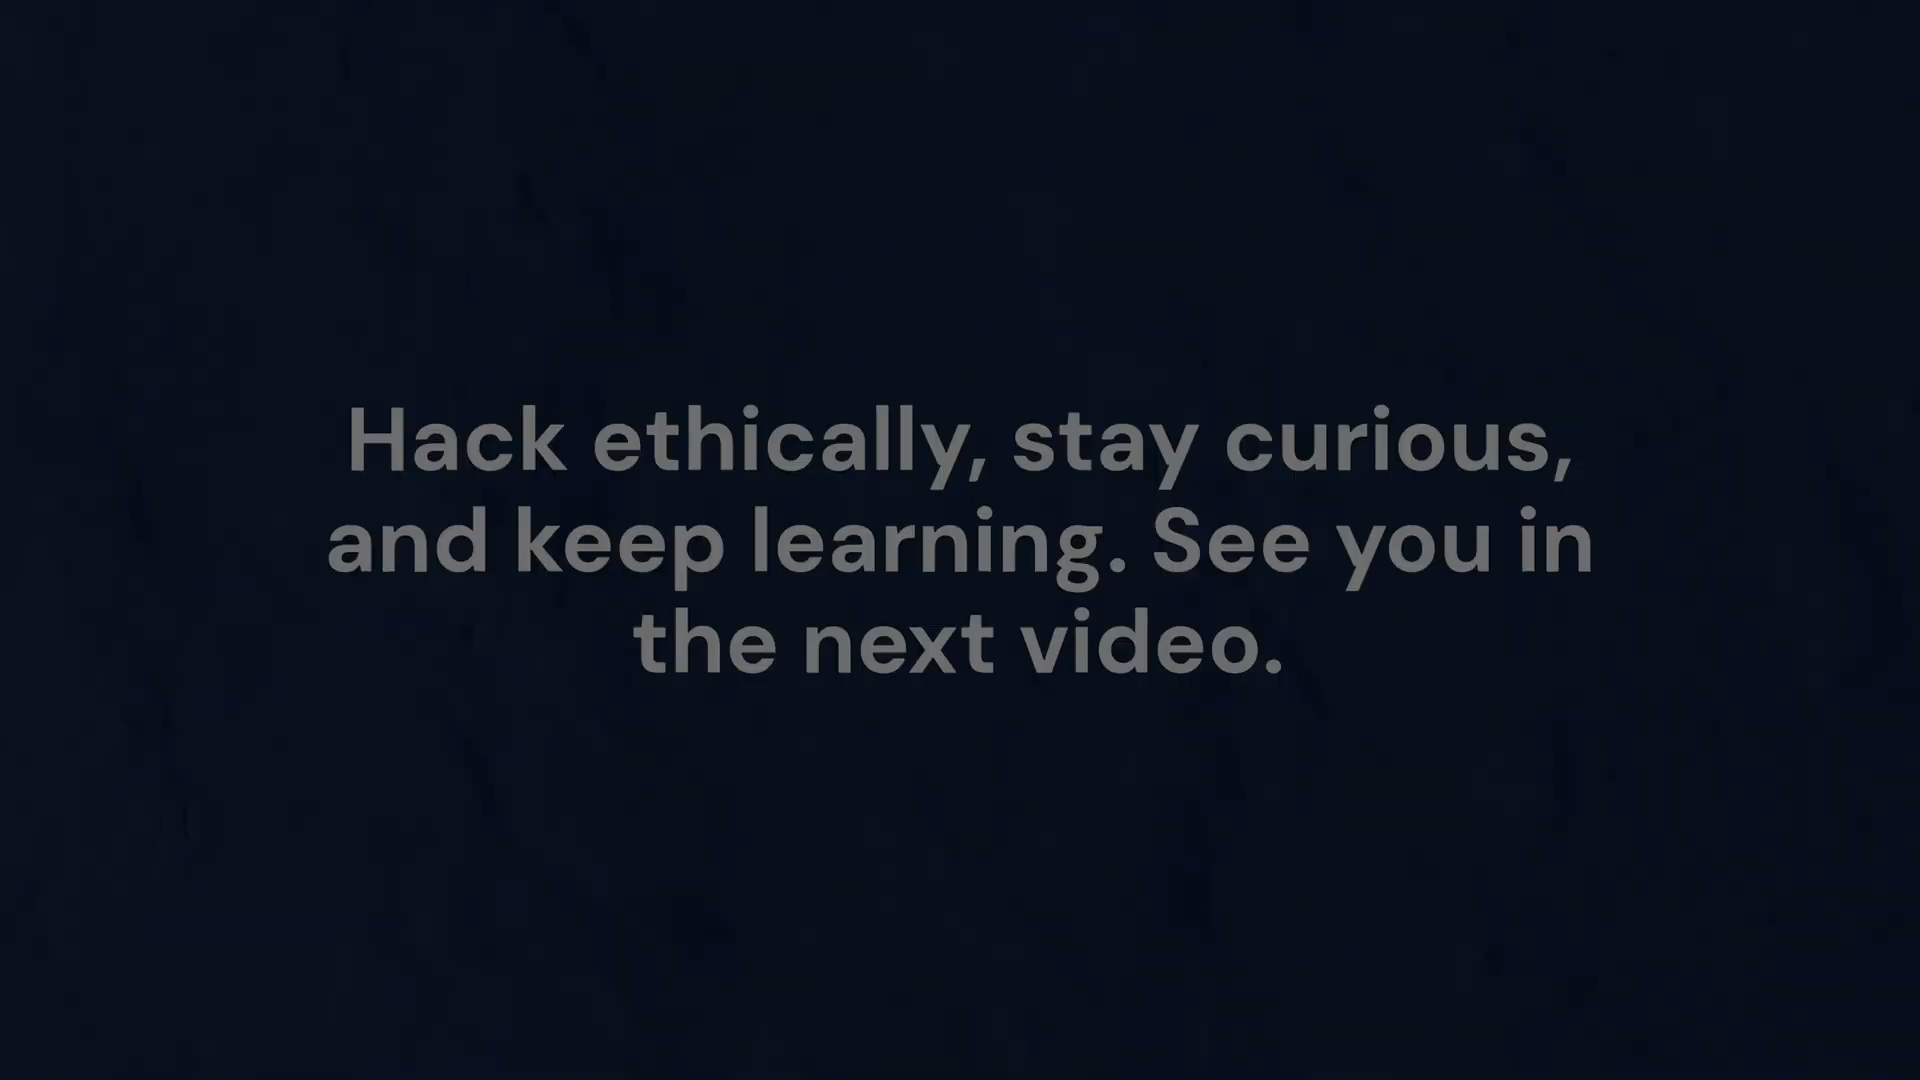 Hack ethically, stay curious,
and keep learning. See you in
the next video.